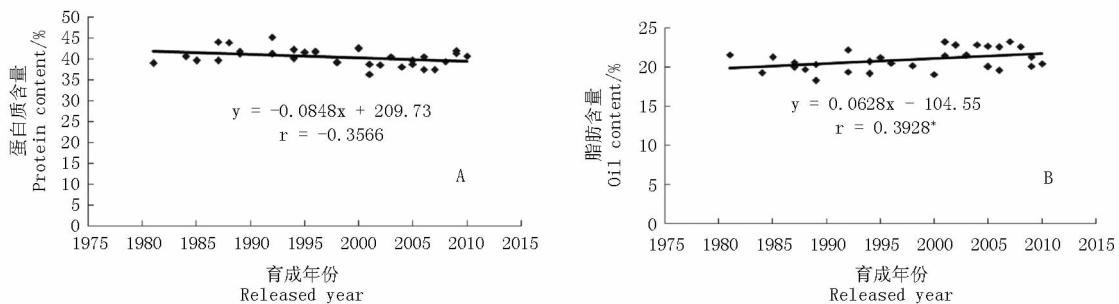 蛋白质含量
Protein content/%
50
45
40
35
30
25
20
15
10
5
0
y = -0.0848x + 209.73
r = -0.3566
A
1975 1980 1985 1990 1995 2000 2005 2010 2015
育成年份
Released year
脂肪含量
Oil content/%
25
20
15
10
5
0
y = 0.0628x - 104.55
r = 0.3928*
B
1975 1980 1985 1990 1995 2000 2005 2010 2015
育成年份
Released year